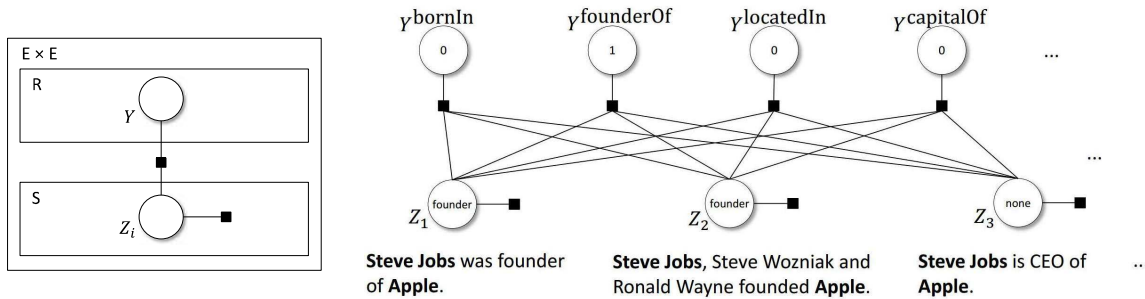 E × E
R
Y
S
Z_i
Y^bornIn
Y^founderOf
Y^locatedIn
Y^capitalOf
0
1
0
0
...
...
founder
founder
none
Z_1
Z_2
Z_3
Steve Jobs was founder
of Apple.
Steve Jobs, Steve Wozniak and
Ronald Wayne founded Apple.
Steve Jobs is CEO of
Apple.
..